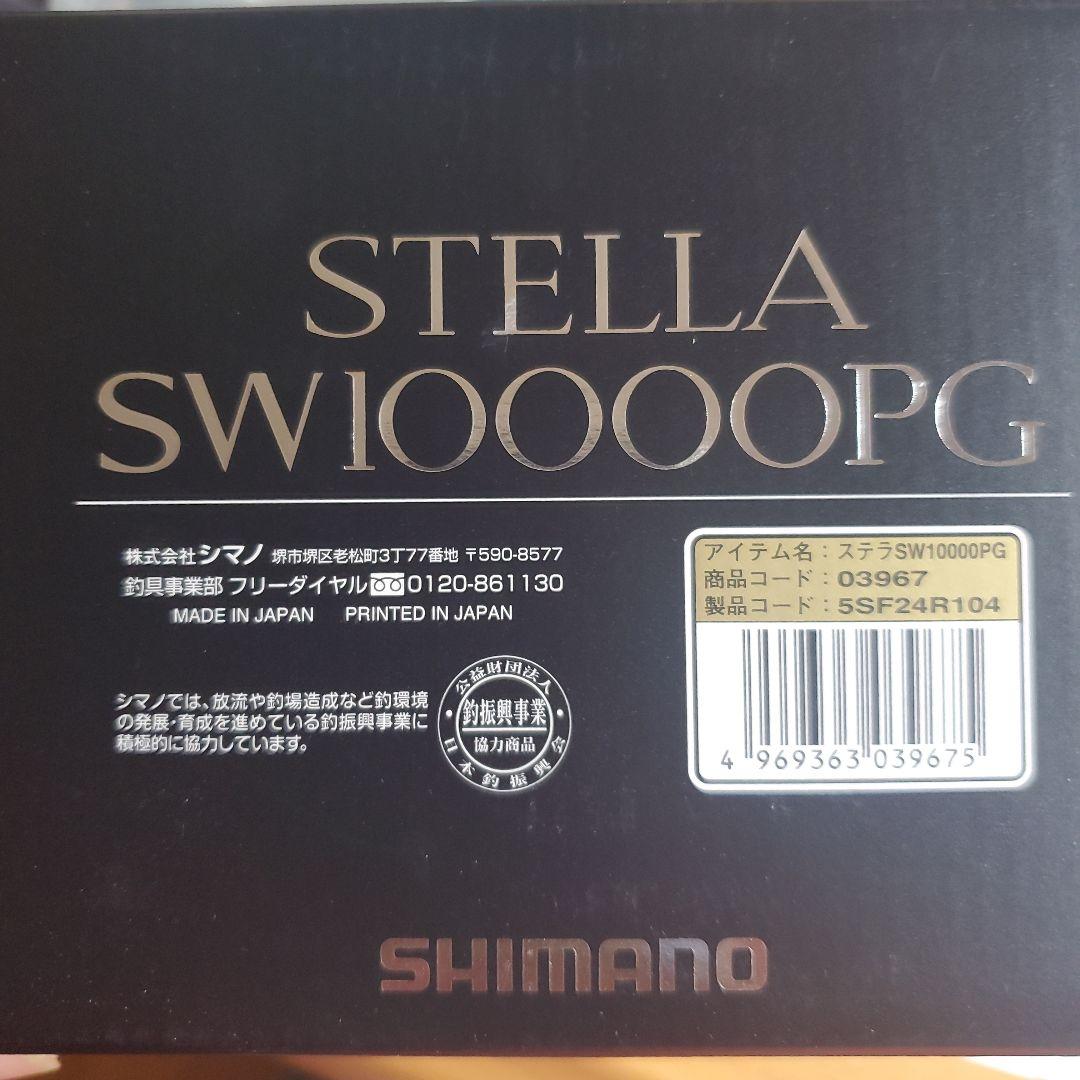 STELLA
SW10000PG
株式会社シマノ 堺市堺区老松町3丁77番地 〒590-8577
釣具事業部 フリーダイヤル 0120-861130
MADE IN JAPAN PRINTED IN JAPAN
シマノでは、放流や釣場造成など釣環境
の発展・育成を進めている釣振興事業に
積極的に協力しています。
公益財団法人
釣振興事業
協力商品
日本釣振興会
アイテム名：ステラSW10000PG
商品コード：03967
製品コード：5SF24R104
4 969363 039675
SHIMANO